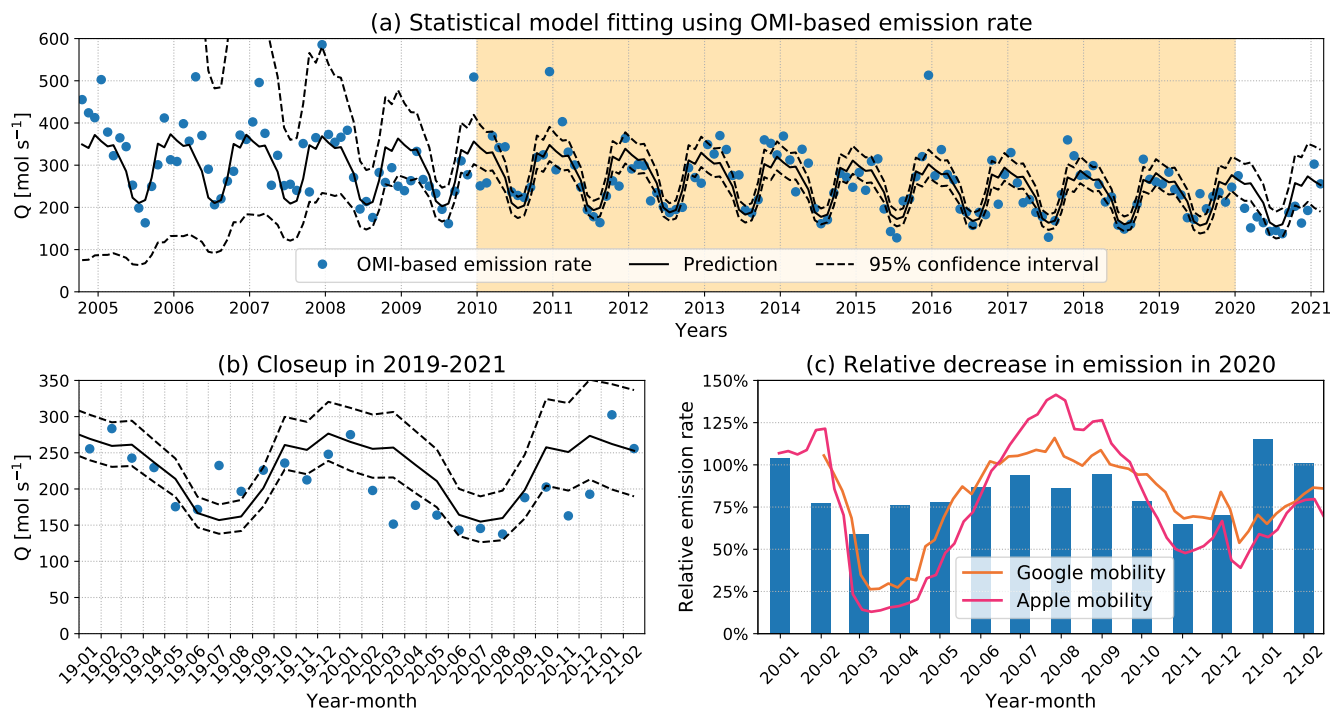 (a) Statistical model fitting using OMI-based emission rate
600
500
400
300
200
100
0
Q [mol s⁻¹]
OMI-based emission rate
Prediction
95% confidence interval
2005 2006 2007 2008 2009 2010 2011 2012 2013 2014 2015 2016 2017 2018 2019 2020 2021
Years
(b) Closeup in 2019-2021
350
300
250
200
150
100
50
0
Q [mol s⁻¹]
19-01 19-02 19-03 19-04 19-05 19-06 19-07 19-08 19-09 19-10 19-11 19-12 20-01 20-02 20-03 20-04 20-05 20-06 20-07 20-08 20-09 20-10 20-11 20-12 21-01 21-02
Year-month
(c) Relative decrease in emission in 2020
150%
125%
100%
75%
50%
25%
0%
Relative emission rate
Google mobility
Apple mobility
20-01 20-02 20-03 20-04 20-05 20-06 20-07 20-08 20-09 20-10 20-11 20-12 21-01 21-02
Year-month